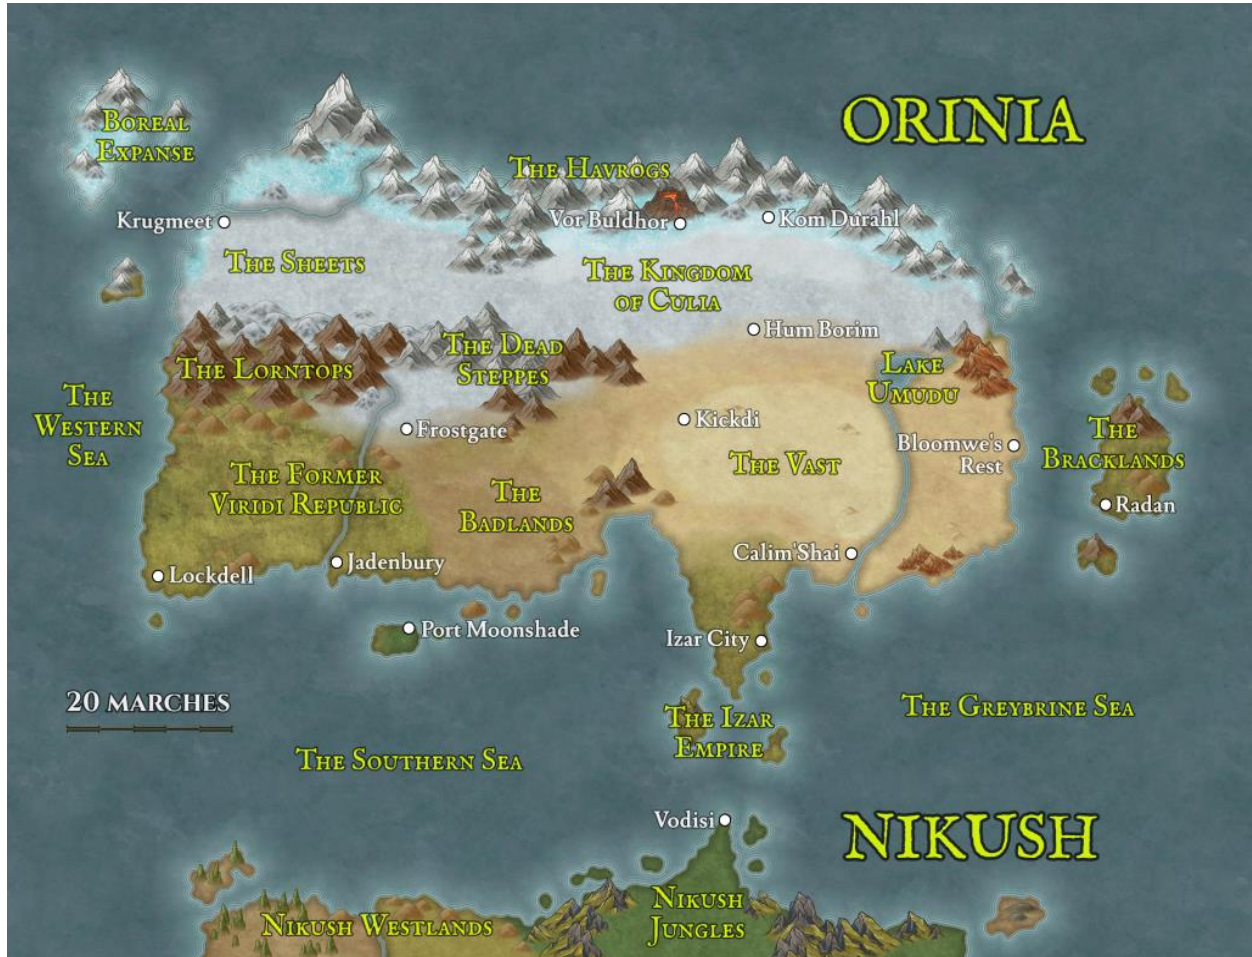 ORINIA
BOREAL
EXPANSE
THE HAVROGS
Krugmeet
Vor Buldhor
Kom Durahl
THE SHEETS
THE KINGDOM
OF CULIA
Hum Borim
THE LORNTOPS
THE DEAD
STEPPES
LAKE
UMUDU
THE
WESTERN
SEA
Frostgate
Kickdi
Bloomwe's
Rest
THE
BRACKLANDS
THE FORMER
VIRIDI REPUBLIC
THE
BADLANDS
THE VAST
Radan
Lockdell
Jadenbury
Calim'Shai
Port Moonshade
Izar City
20 MARCHES
THE IZAR
EMPIRE
THE GREYBRINE SEA
THE SOUTHERN SEA
Vodisi
NIKUSH
NIKUSH WESTLANDS
NIKUSH
JUNGLES